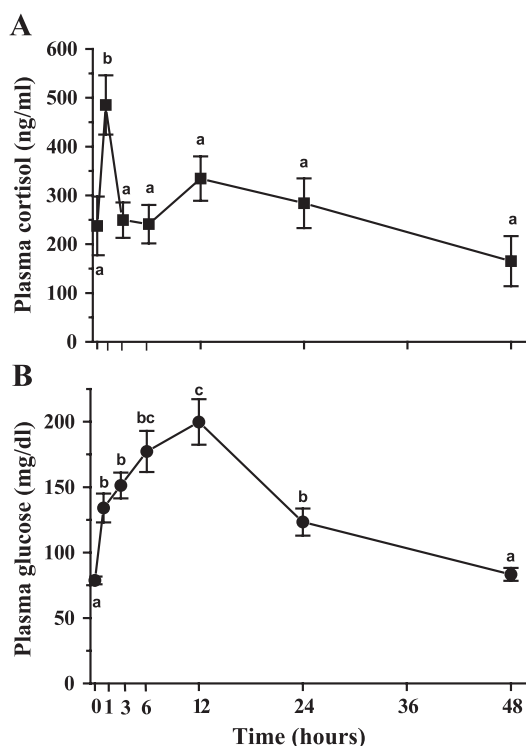 A
600
b
500
Plasma cortisol (ng/ml)
400
a
a
a
a
300
200
a
a
100
0
B
c
200
bc
Plasma glucose (mg/dl)
b
b
150
b
100
a
a
50
0
0 1 3 6 12 24 36 48
Time (hours)